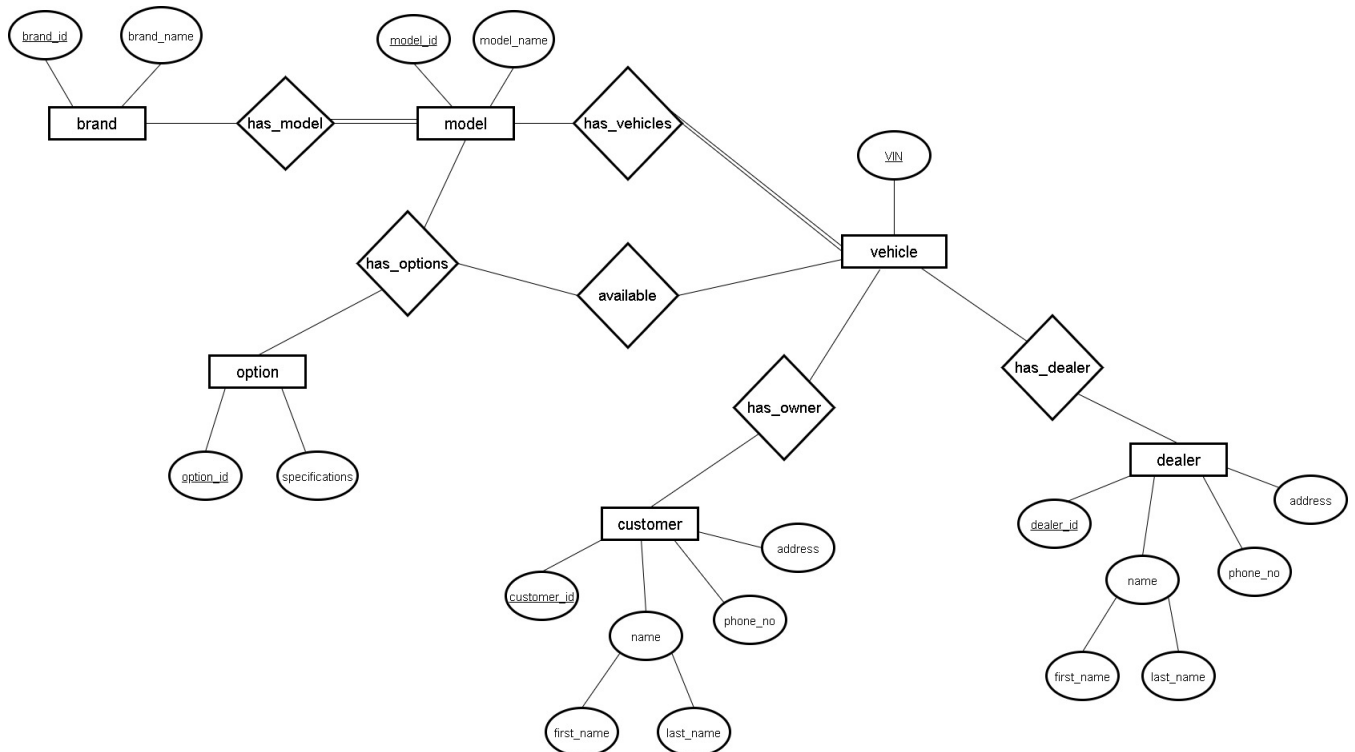 brand_id
brand_name
model_id
model_name
brand
has_model
model
has_vehicles
VIN
vehicle
has_options
available
option
has_owner
has_dealer
option_id
specifications
dealer
address
dealer_id
customer
address
phone_no
name
customer_id
phone_no
name
first_name
last_name
first_name
last_name